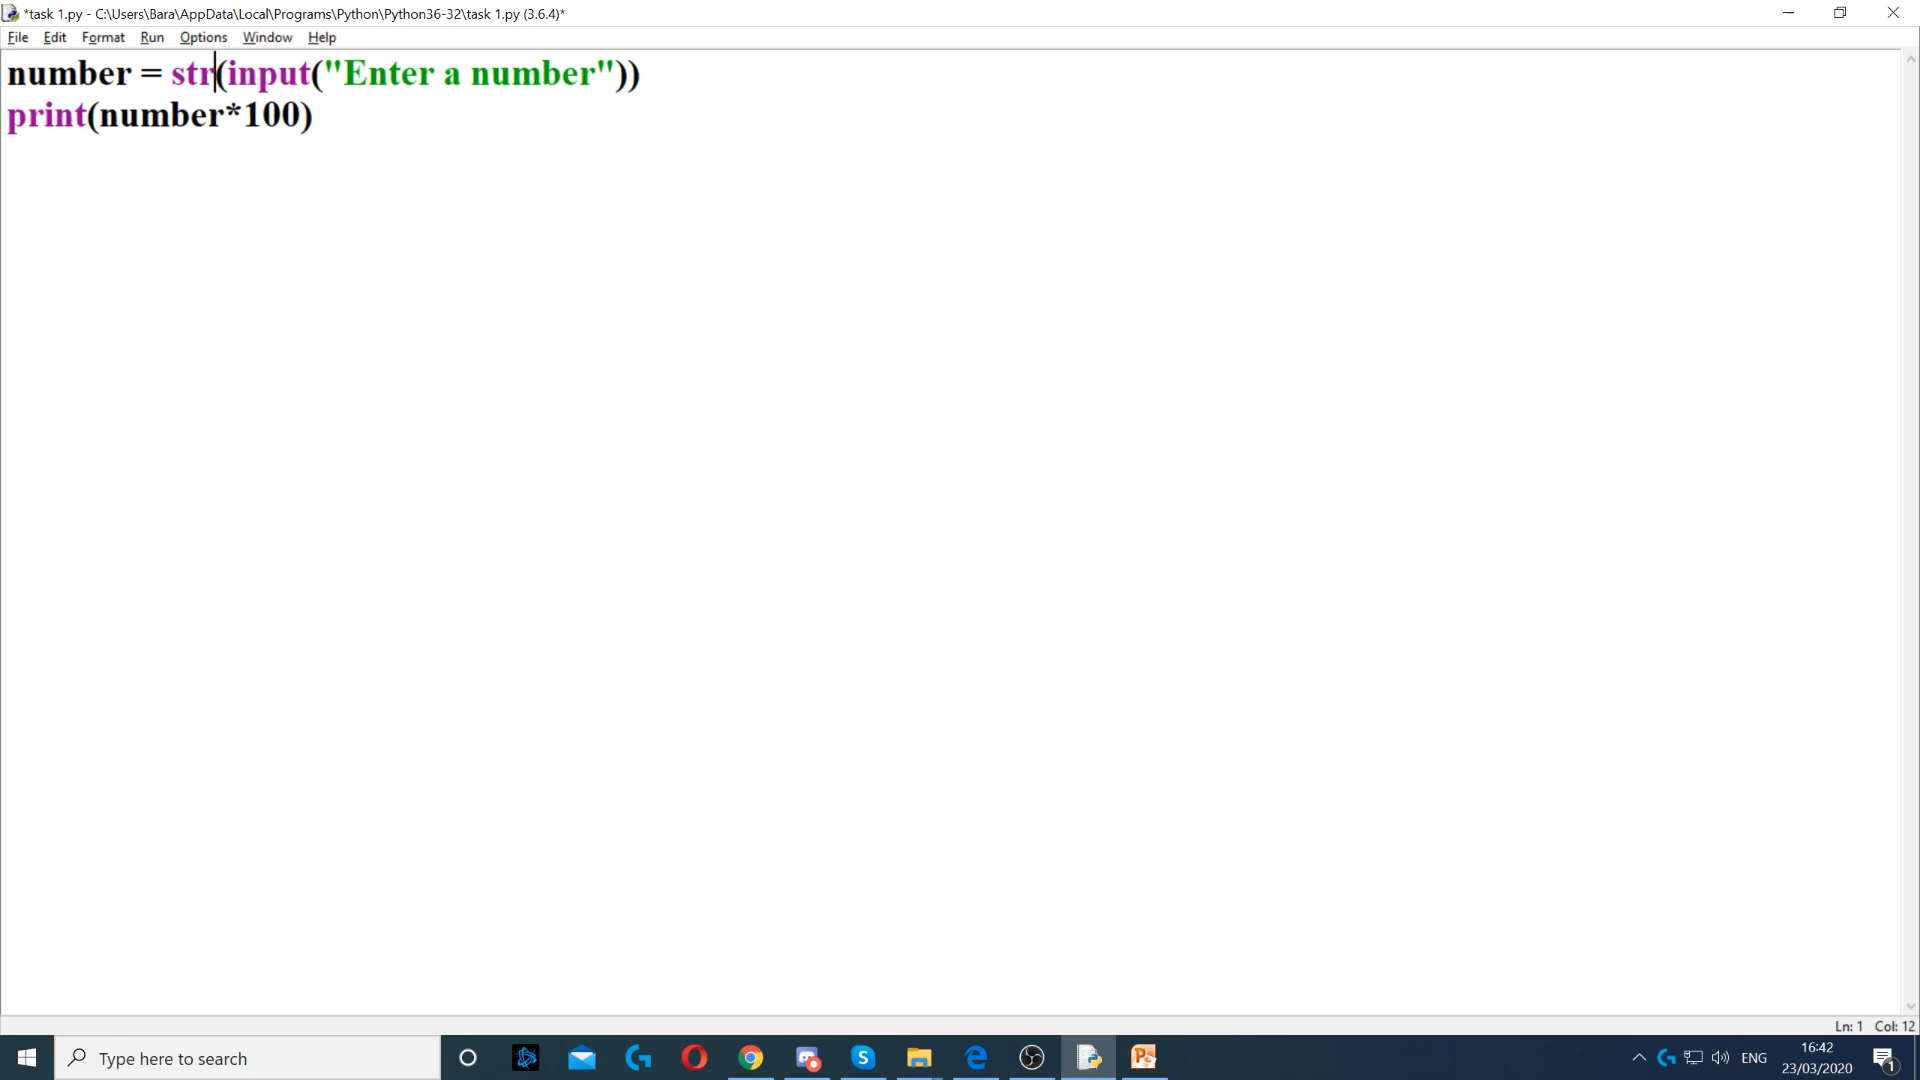 *task 1.py - C:\Users\Bara\AppData\Local\Programs\Python\Python36-32\task 1.py (3.6.4)*
File Edit Format Run Options Window Help
number = str(input("Enter a number"))
print(number*100)
Ln: 1 Col: 12
Type here to search
ENG
16:42
23/03/2020
1